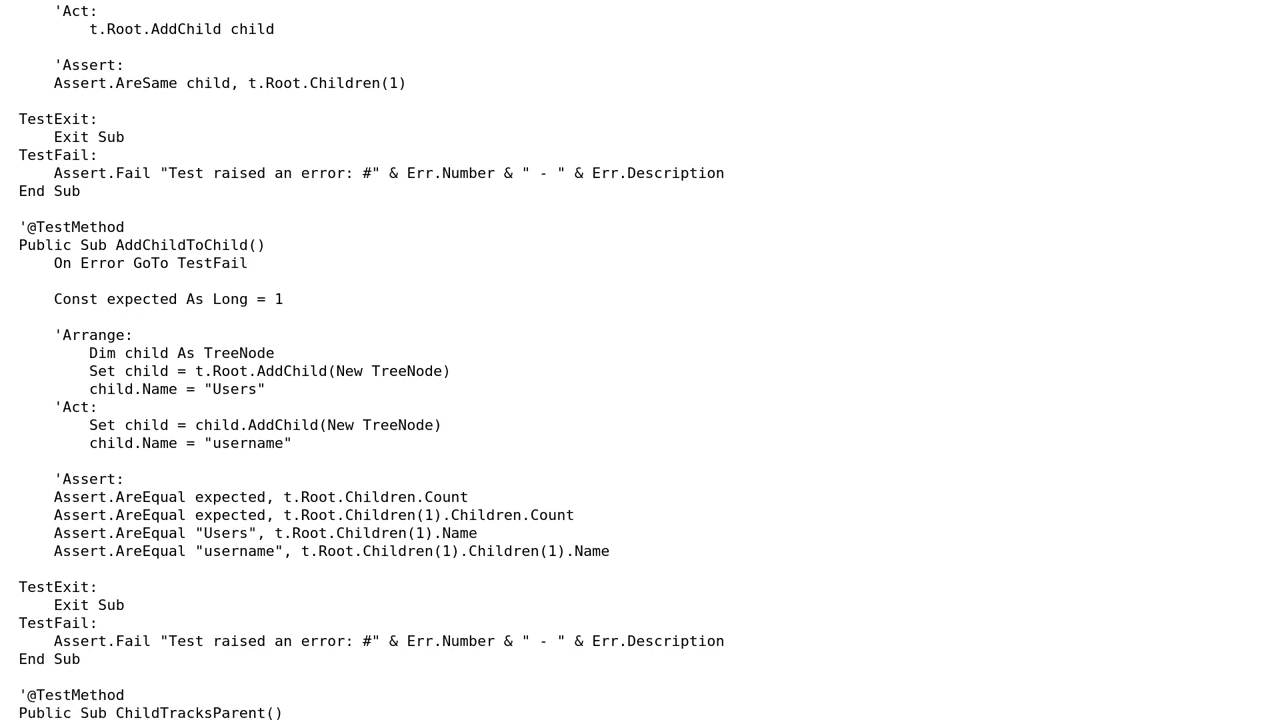 'Act:
        t.Root.AddChild child

    'Assert:
    Assert.AreSame child, t.Root.Children(1)

TestExit:
    Exit Sub
TestFail:
    Assert.Fail "Test raised an error: #" & Err.Number & " - " & Err.Description
End Sub

'@TestMethod
Public Sub AddChildToChild()
    On Error GoTo TestFail

    Const expected As Long = 1

    'Arrange:
        Dim child As TreeNode
        Set child = t.Root.AddChild(New TreeNode)
        child.Name = "Users"
    'Act:
        Set child = child.AddChild(New TreeNode)
        child.Name = "username"

    'Assert:
    Assert.AreEqual expected, t.Root.Children.Count
    Assert.AreEqual expected, t.Root.Children(1).Children.Count
    Assert.AreEqual "Users", t.Root.Children(1).Name
    Assert.AreEqual "username", t.Root.Children(1).Children(1).Name

TestExit:
    Exit Sub
TestFail:
    Assert.Fail "Test raised an error: #" & Err.Number & " - " & Err.Description
End Sub

'@TestMethod
Public Sub ChildTracksParent()